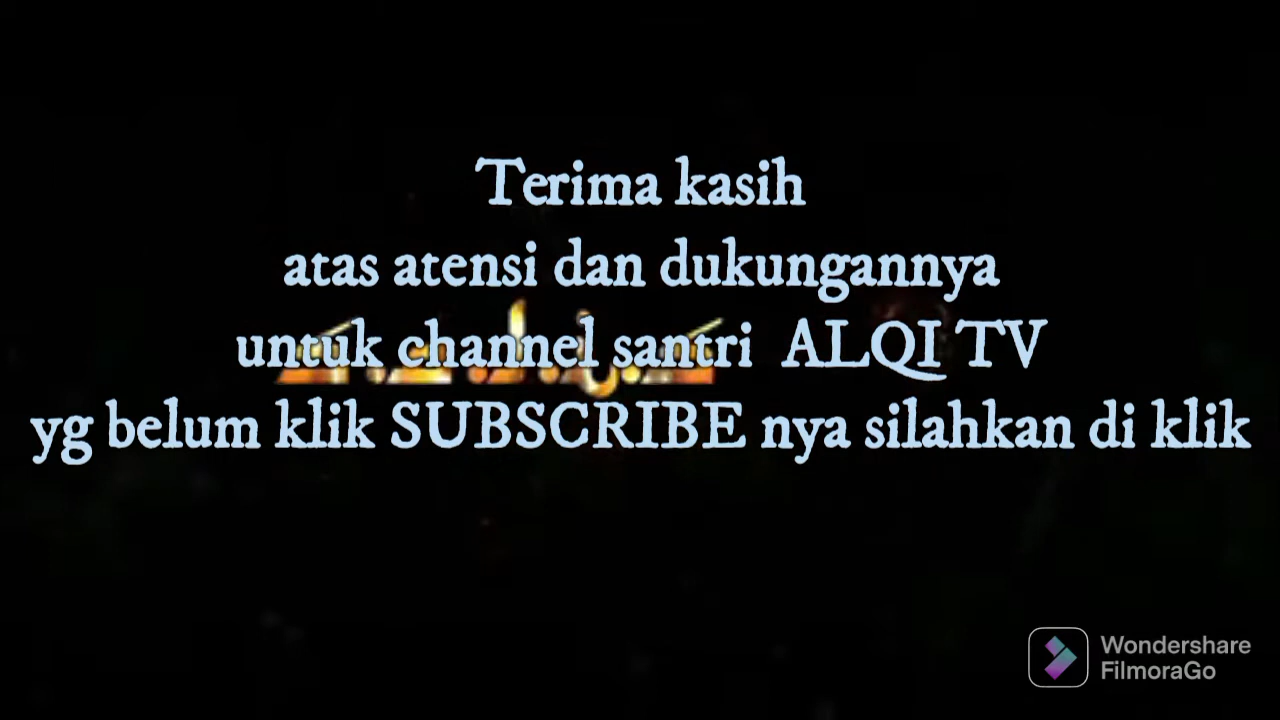 Terima kasih
atas atensi dan dukungannya
untuk channel santri ALQI TV
yg belum klik SUBSCRIBE nya silahkan di klik
Wondershare
FilmoraGo